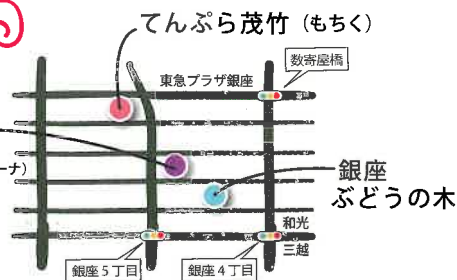 てんぷら茂竹（もちく）
数寄屋橋
東急プラザ銀座
ーナ）
銀座
ぶどうの木
和光
三越
銀座５丁目
銀座４丁目